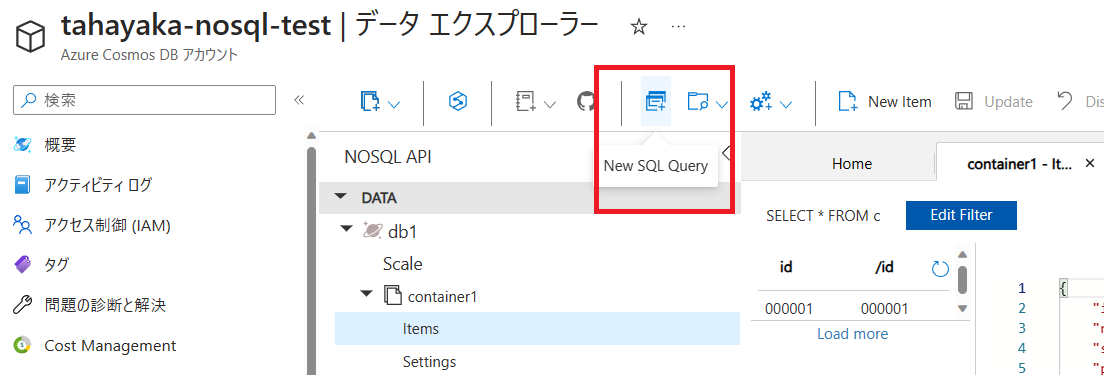 tahayaka-nosql-test | データ エクスプローラー ☆ ...
Azure Cosmos DB アカウント
検索 «
概要
アクティビティ ログ
アクセス制御 (IAM)
タグ
問題の診断と解決
Cost Management
New Item Update
New SQL Query
NOSQL API
DATA
db1
Scale
container1
Items
Settings
Home container1 - It... ×
SELECT * FROM c Edit Filter
id /id
000001 000001
Load more
1 {
2
3
4
5